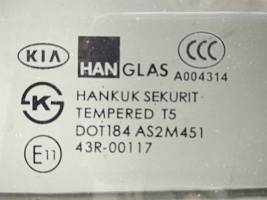 KIA HANGLAS CCC
A004314
HANKUK SEKURIT
TEMPERED T5
DOT184 AS2M451
E11 43R-00117